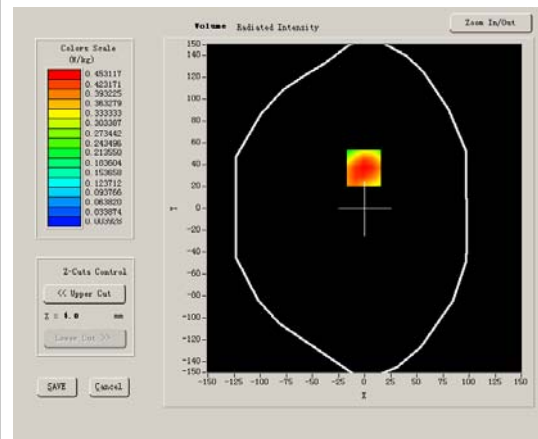 Volume Radiated Intensity
Zoom In/Out
Colors Scale
(W/kg)
0.453117
0.423171
0.393225
0.363279
0.333333
0.303387
0.273442
0.243496
0.213550
0.183604
0.153658
0.123712
0.093766
0.063820
0.033874
0.003928
Z-Cuts Control
<< Upper Cut
Z = 4.0 mm
Lower Cut >>
SAVE
Cancel
150
140
120
100
80
60
40
20
0
-20
-40
-60
-80
-100
-120
-140
-150
Y
-150 -125 -100 -75 -50 -25 0 25 50 75 100 125 150
X